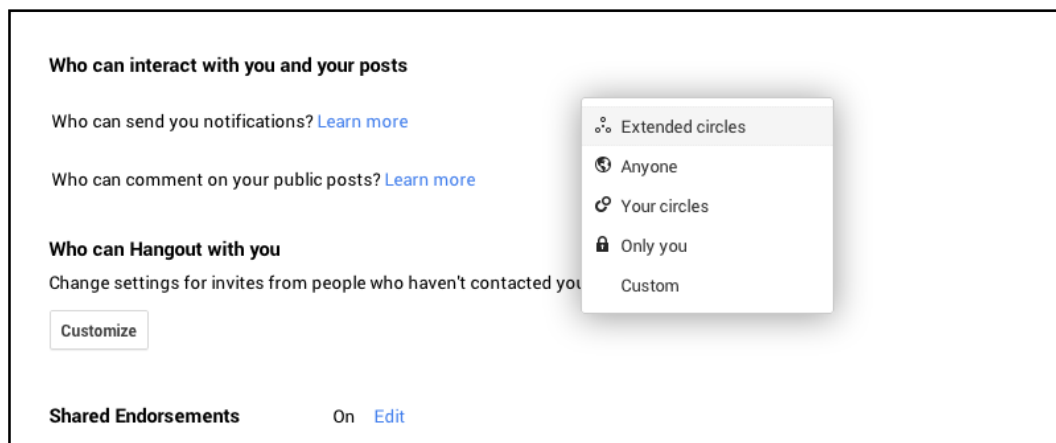 Who can interact with you and your posts
Who can send you notifications? Learn more
Extended circles
Anyone
Who can comment on your public posts? Learn more
Your circles
Only you
Custom
Who can Hangout with you
Change settings for invites from people who haven't contacted you
Customize
Shared Endorsements On Edit